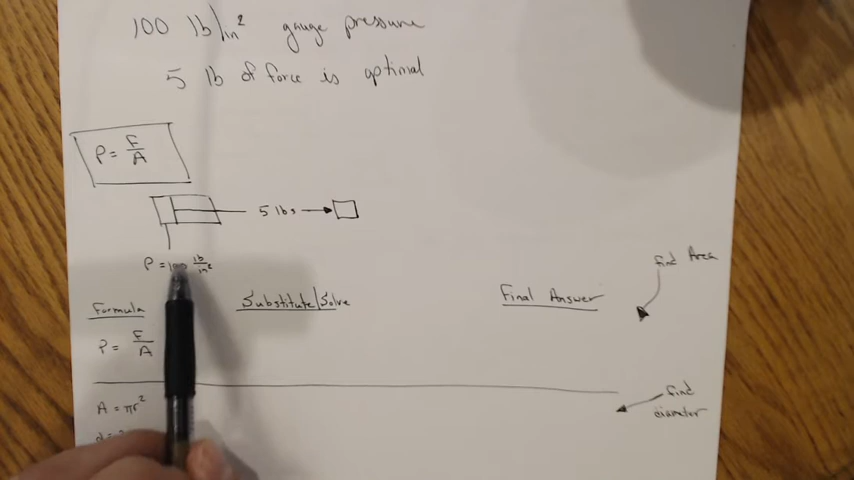 100 lb/in² gauge pressure
5 lb of force is optimal
P = F/A
5 lbs
P = 100 lb/in²
find Area
Formula
Substitute/Solve
Final Answer
P = F/A
find
diameter
A = πr²